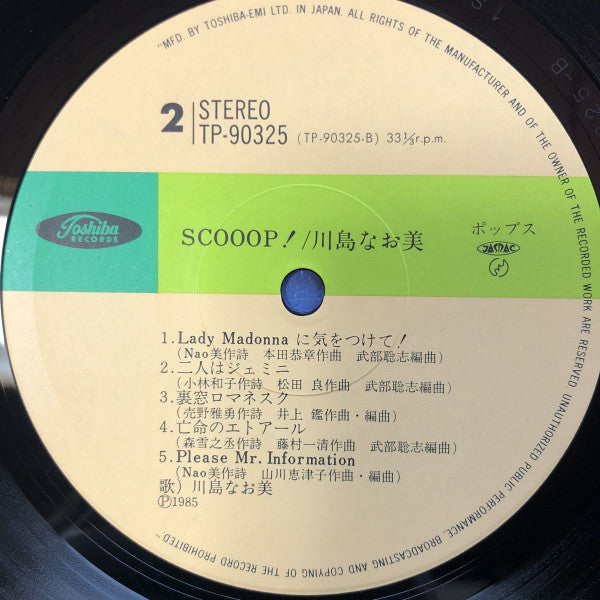 "MFD. BY TOSHIBA-EMI LTD. IN JAPAN. ALL RIGHTS OF THE MANUFACTURER AND OF THE OWNER OF THE RECORDED WORK ARE RESERVED UNAUTHORIZED PUBLIC PERFORMANCE, BROADCASTING AND COPYING OF THE RECORD PROHIBITED"
2 STEREO
TP-90325 (TP-90325-B) 33⅓r.p.m.
Toshiba
RECORDS
SCOOOP!/川島なお美
ポップス
JASRAC
1.Lady Madonna に気をつけて!
(Nao美作詩 本田恭章作曲 武部聡志編曲)
2.二人はジェミニ
(小林和子作詩 松田 良作曲 武部聡志編曲)
3.裏窓ロマネスク
(売野雅勇作詩 井上 鑑作曲・編曲)
4.亡命のエトアール
(森雪之丞作詩 藤村一清作曲 武部聡志編曲)
5.Please Mr. Information
(Nao美作詩 山川恵津子作曲・編曲)
歌)川島なお美
Ⓟ1985